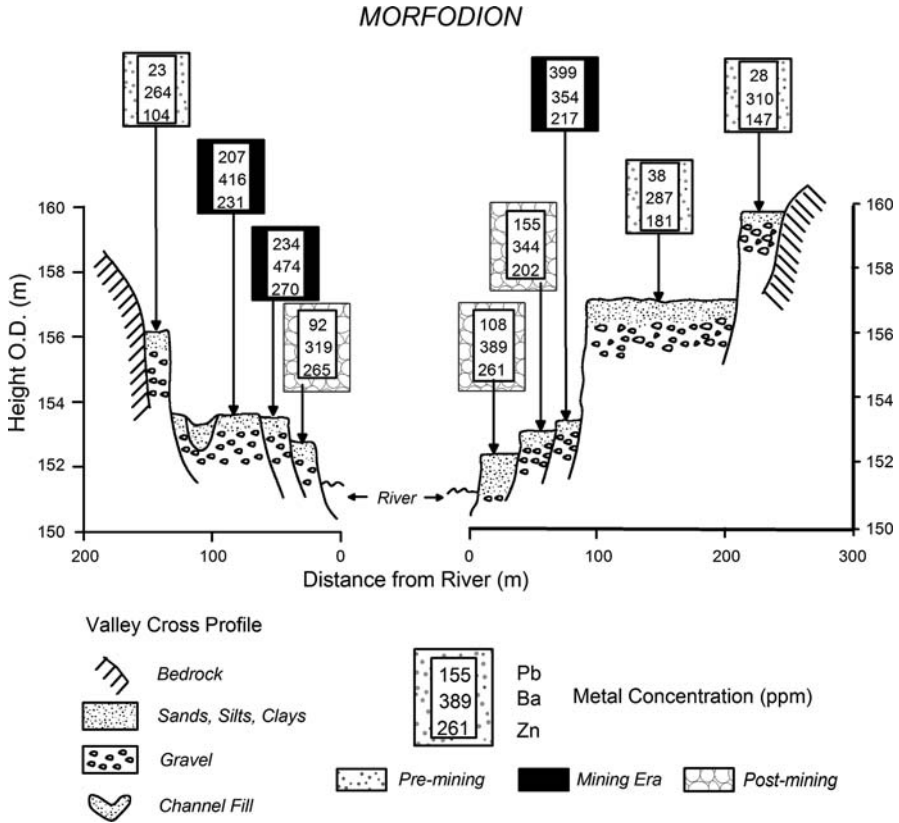 MORFODION
23
264
104
207
416
231
234
474
270
92
319
265
399
354
217
155
344
202
108
389
261
38
287
181
28
310
147
Height O.D. (m)
160
158
156
154
152
150
160
158
156
154
152
150
River
200 100 0
0 100 200 300
Distance from River (m)
Valley Cross Profile
Bedrock
Sands, Silts, Clays
Gravel
Channel Fill
155 Pb
389 Ba
261 Zn
Metal Concentration (ppm)
Pre-mining
Mining Era
Post-mining